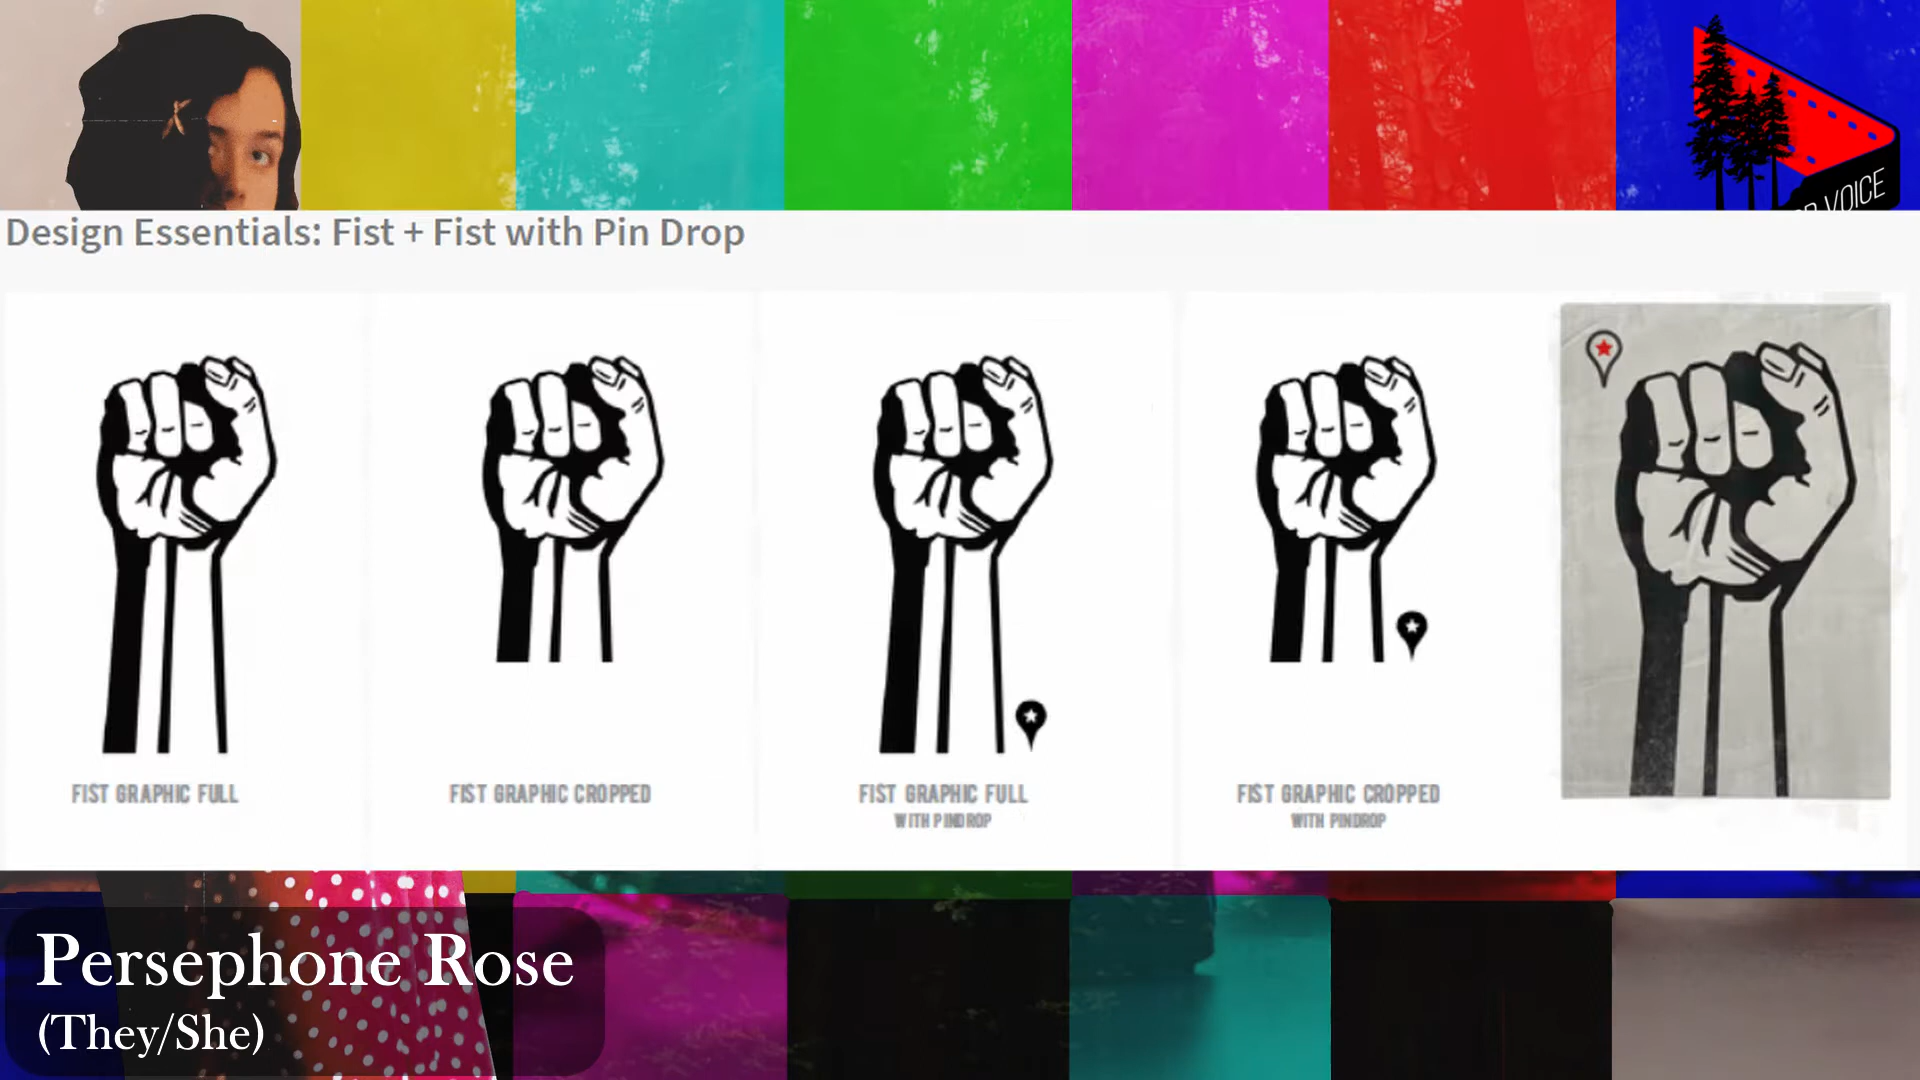 VOICE
Design Essentials: Fist + Fist with Pin Drop
FIST GRAPHIC FULL
FIST GRAPHIC CROPPED
FIST GRAPHIC FULL
WITH PINDROP
FIST GRAPHIC CROPPED
WITH PINDROP
Persephone Rose
(They/She)